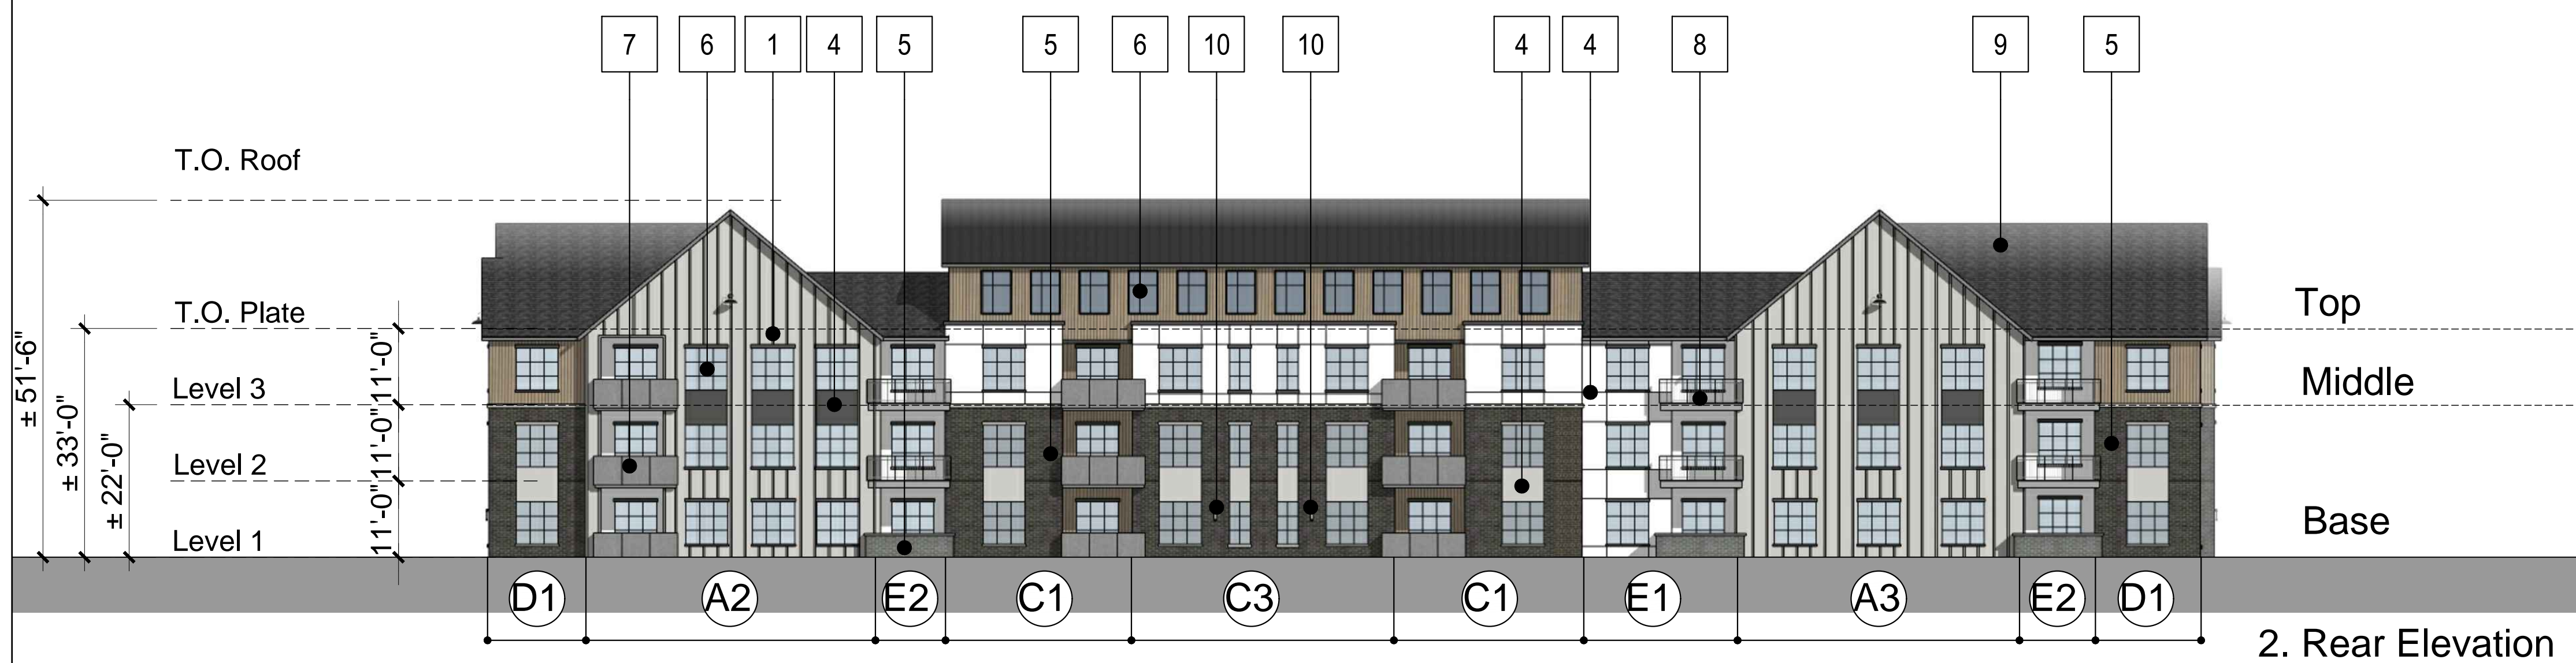 7 6 1 4 5 5 6 10 10 4 4 8 9 5
T.O. Roof
T.O. Plate
Top
Level 3
Middle
Level 2
Level 1
Base
± 51'-6"
± 33'-0"
± 22'-0"
11'-0"
11'-0"
11'-0"
D1 A2 E2 C1 C3 C1 E1 A3 E2 D1
2. Rear Elevation